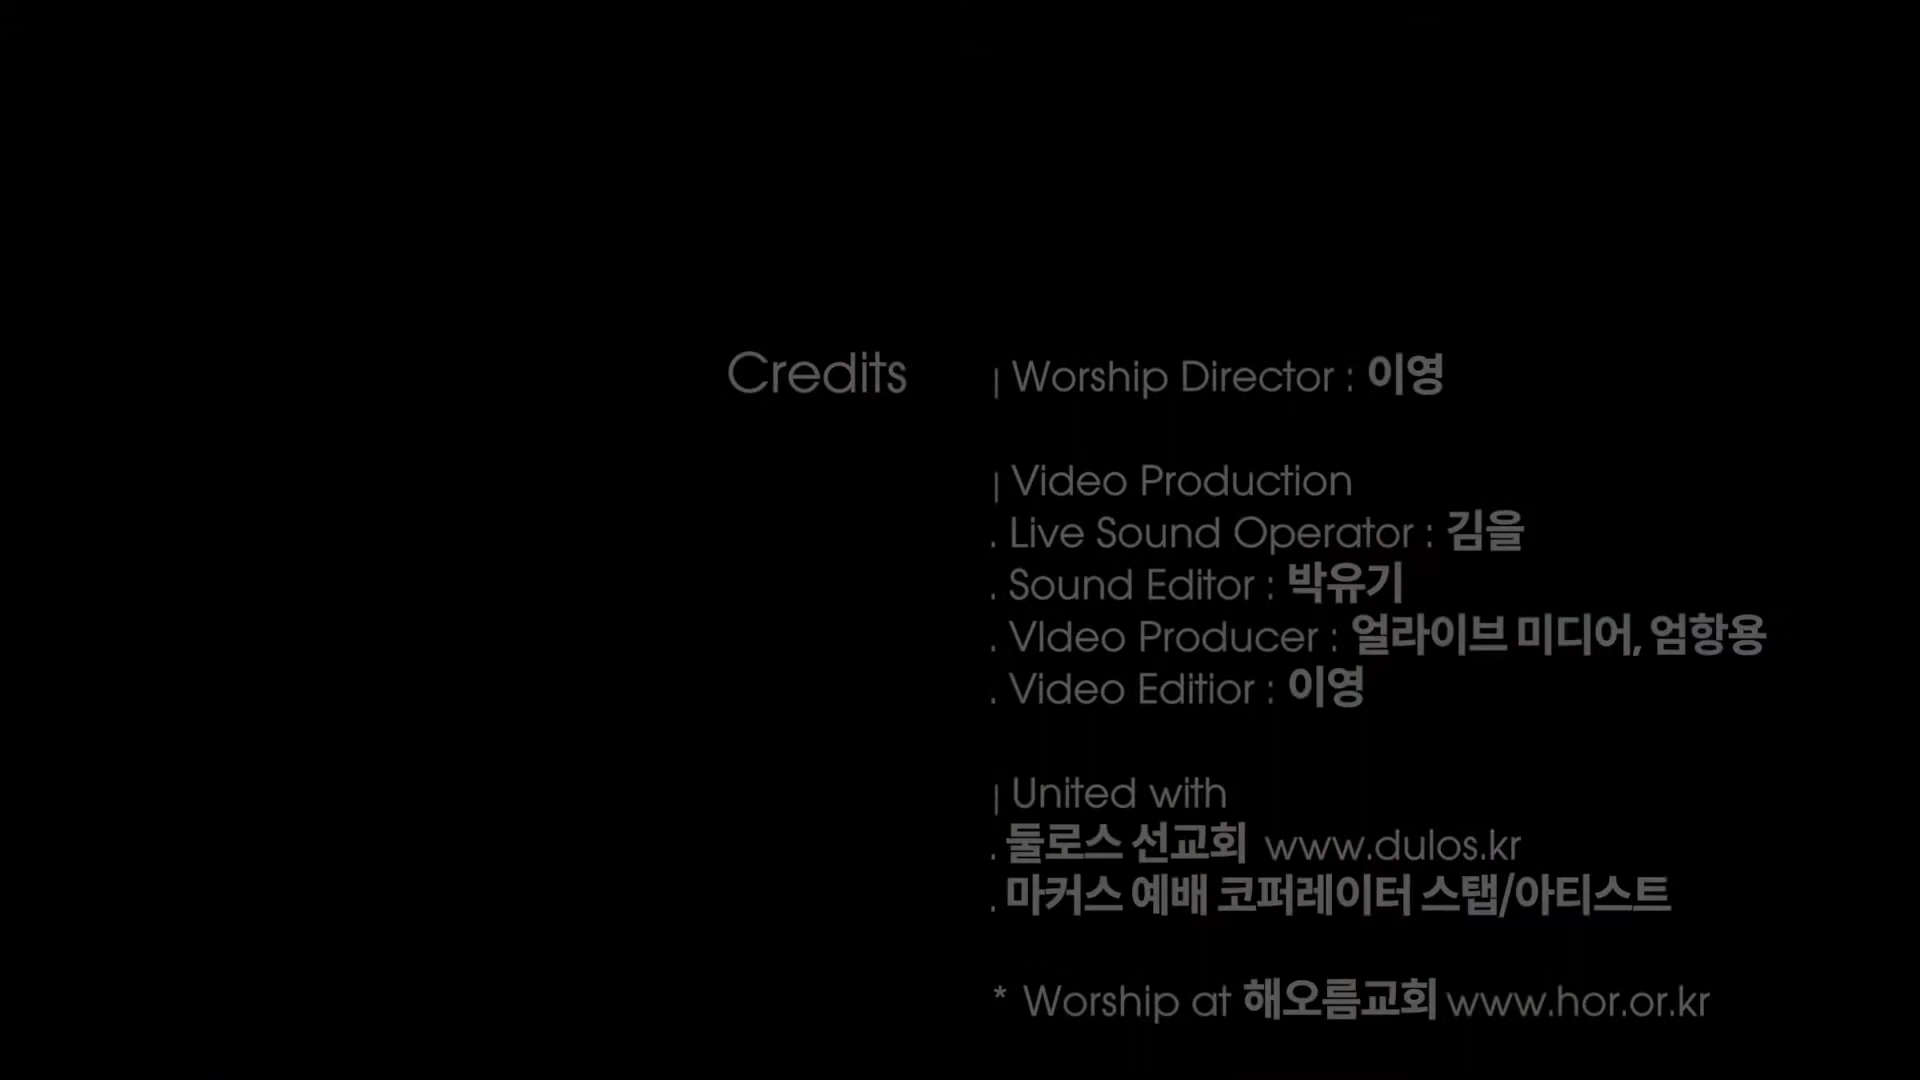 Credits
| Worship Director : 이영
| Video Production
. Live Sound Operator : 김을
. Sound Editor : 박유기
. VIdeo Producer : 얼라이브 미디어, 엄항용
. Video Editior : 이영
| United with
. 둘로스 선교회 www.dulos.kr
. 마커스 예배 코퍼레이터 스탭/아티스트
* Worship at 해오름교회 www.hor.or.kr